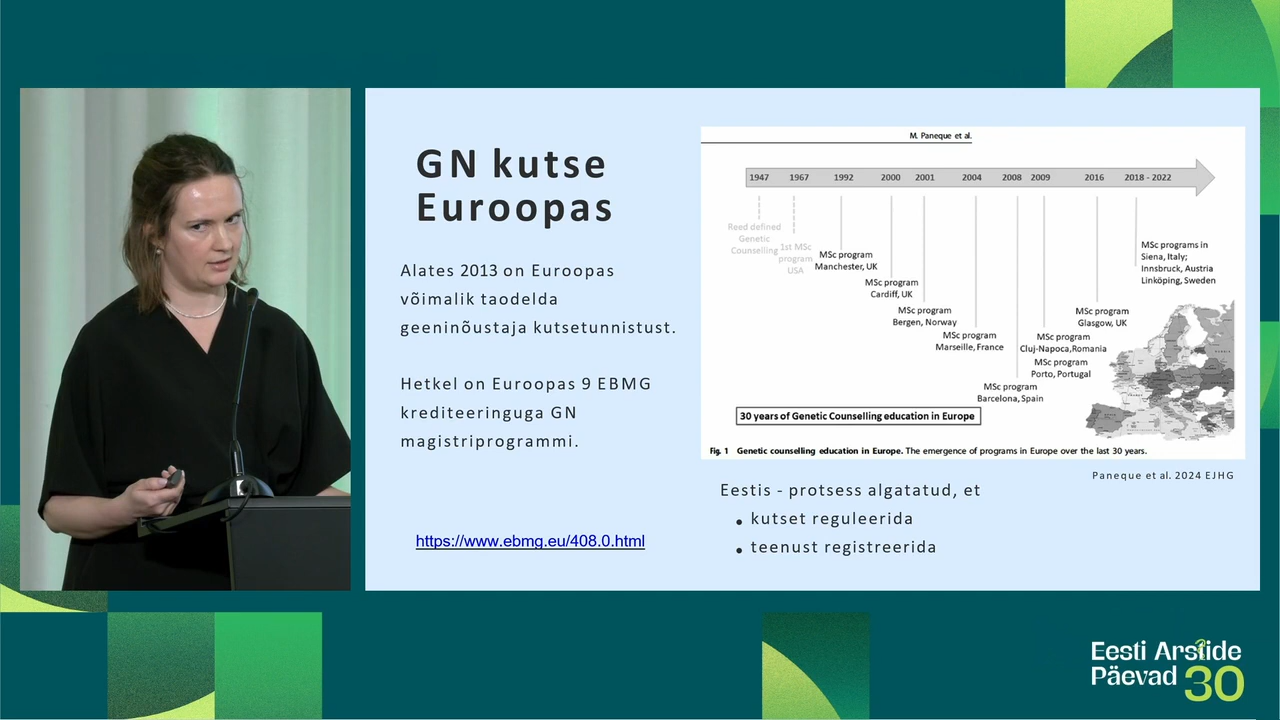 GN kutse
Euroopas
Alates 2013 on Euroopas
võimalik taodelda
geeninõustaja kutsetunnistust.
Hetkel on Euroopas 9 EBMG
krediteeringuga GN
magistriprogrammi.
https://www.ebmg.eu/408.0.html
M. Paneque et al.
1947 1967 1992 2000 2001 2004 2008 2009 2016 2018 - 2022
Reed defined
Genetic
Counselling
1st MSc
program
USA
MSc program
Manchester, UK
MSc program
Cardiff, UK
MSc program
Bergen, Norway
MSc program
Marseille, France
MSc program
Barcelona, Spain
MSc program
Cluj-Napoca,Romania
MSc program
Porto, Portugal
MSc program
Glasgow, UK
MSc programs in
Siena, Italy;
Innsbruck, Austria
Linköping, Sweden
30 years of Genetic Counselling education in Europe
Fig. 1 Genetic counselling education in Europe. The emergence of programs in Europe over the last 30 years.
Paneque et al. 2024 EJHG
Eestis - protsess algatatud, et
• kutset reguleerida
• teenust registreerida
Eesti Arstide
Päevad 30